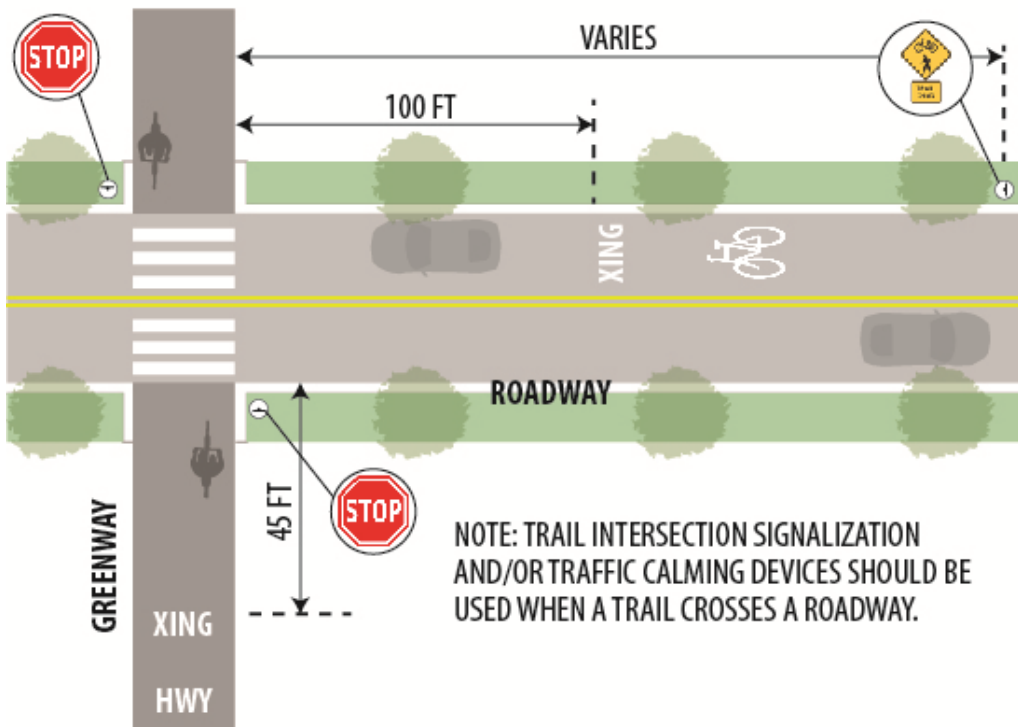 STOP
VARIES
100 FT
XING
ROADWAY
45 FT
STOP
GREENWAY
NOTE: TRAIL INTERSECTION SIGNALIZATION
AND/OR TRAFFIC CALMING DEVICES SHOULD BE
USED WHEN A TRAIL CROSSES A ROADWAY.
XING
HWY